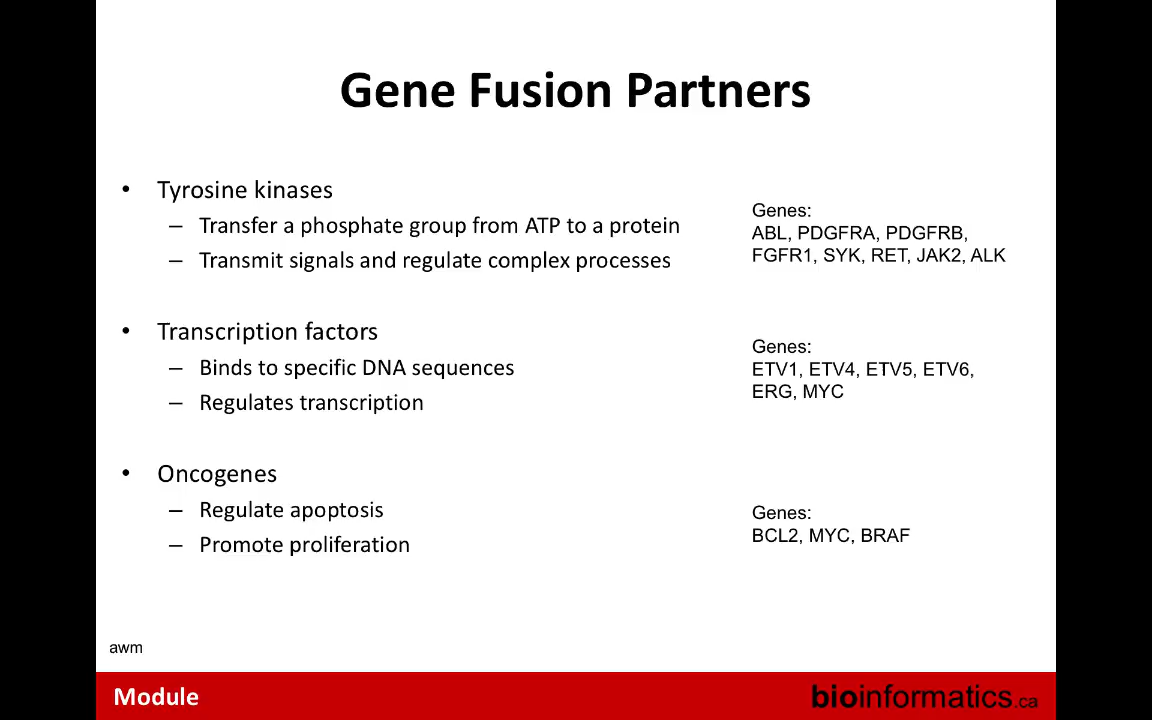 Gene Fusion Partners
• Tyrosine kinases
– Transfer a phosphate group from ATP to a protein
– Transmit signals and regulate complex processes
Genes:
ABL, PDGFRA, PDGFRB,
FGFR1, SYK, RET, JAK2, ALK
• Transcription factors
– Binds to specific DNA sequences
– Regulates transcription
Genes:
ETV1, ETV4, ETV5, ETV6,
ERG, MYC
• Oncogenes
– Regulate apoptosis
– Promote proliferation
Genes:
BCL2, MYC, BRAF
awm
Module
bioinformatics.ca